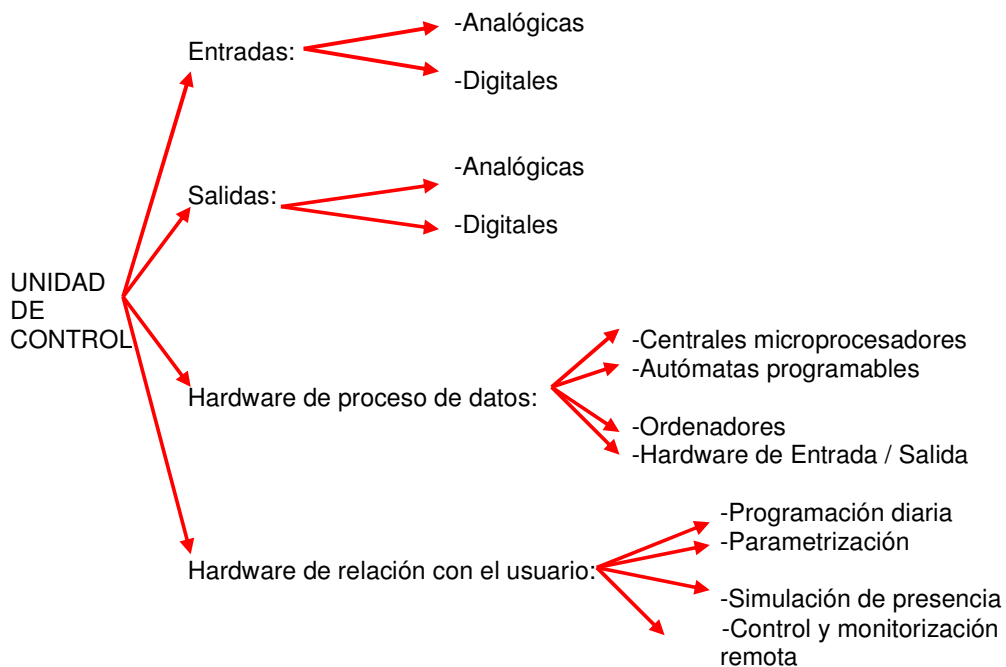 UNIDAD
DE
CONTROL
Entradas:
-Analógicas
-Digitales
Salidas:
-Analógicas
-Digitales
Hardware de proceso de datos:
-Centrales microprocesadores
-Autómatas programables
-Ordenadores
-Hardware de Entrada / Salida
Hardware de relación con el usuario:
-Programación diaria
-Parametrización
-Simulación de presencia
-Control y monitorización
remota